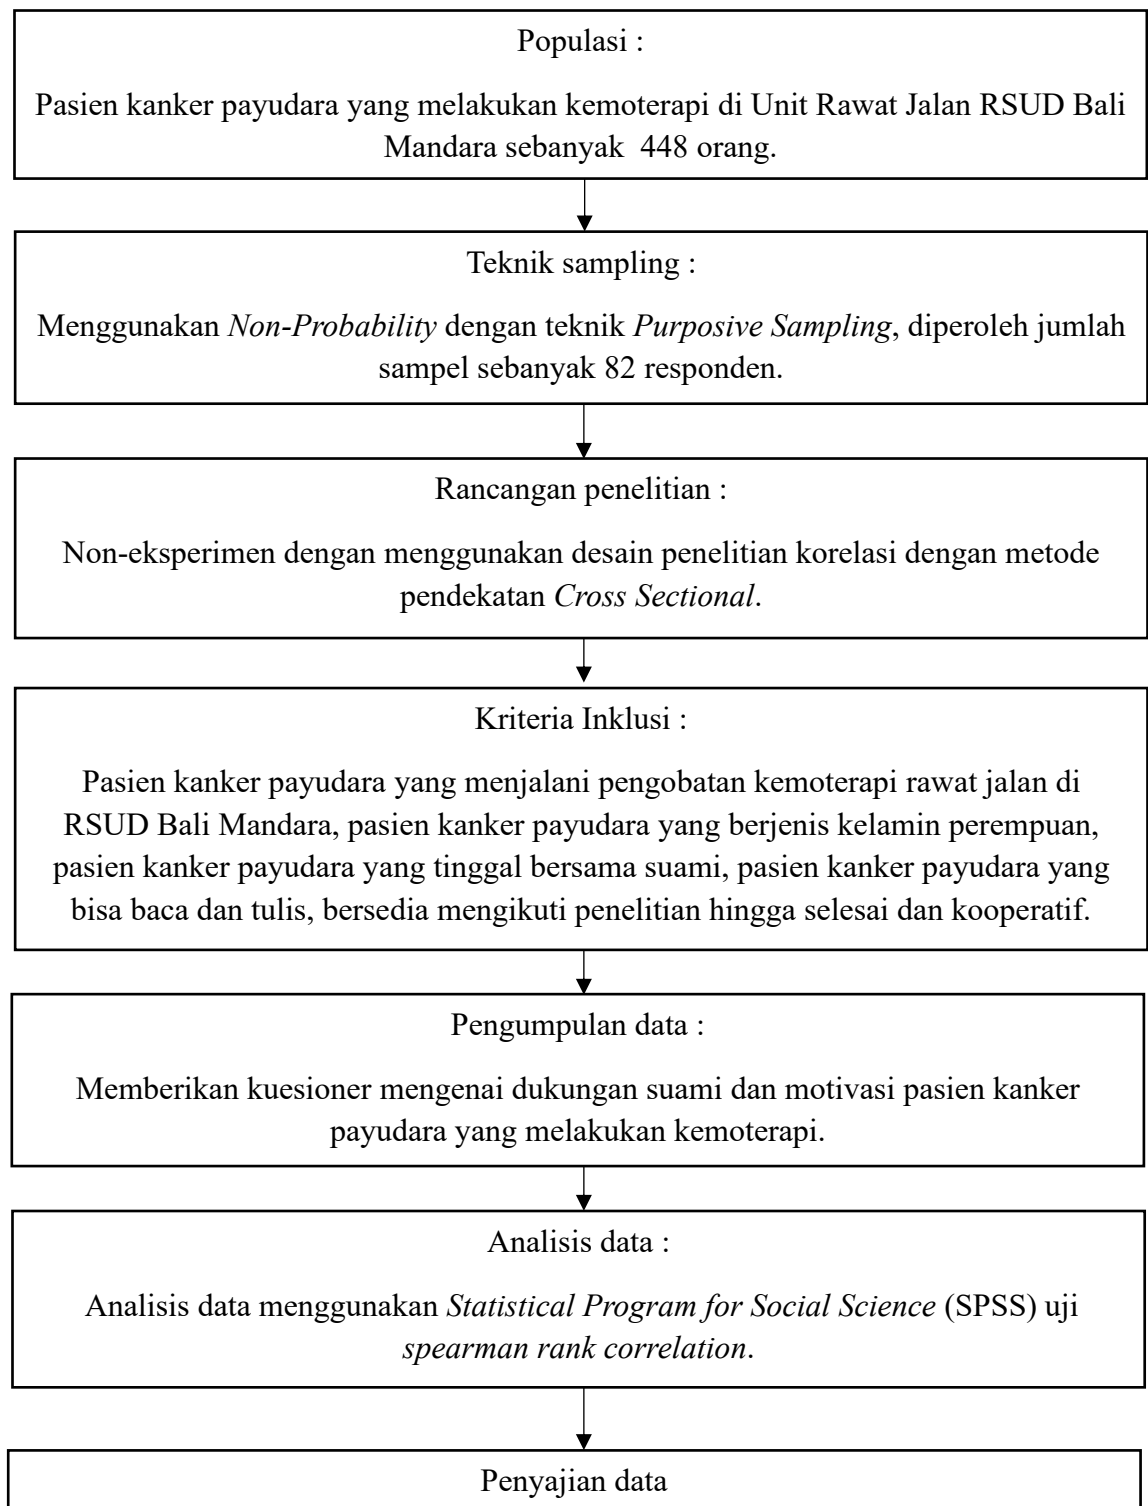 Populasi :
Pasien kanker payudara yang melakukan kemoterapi di Unit Rawat Jalan RSUD Bali
Mandara sebanyak  448 orang.
Teknik sampling :
Menggunakan Non-Probability dengan teknik Purposive Sampling, diperoleh jumlah
sampel sebanyak 82 responden.
Rancangan penelitian :
Non-eksperimen dengan menggunakan desain penelitian korelasi dengan metode
pendekatan Cross Sectional.
Kriteria Inklusi :
Pasien kanker payudara yang menjalani pengobatan kemoterapi rawat jalan di
RSUD Bali Mandara, pasien kanker payudara yang berjenis kelamin perempuan,
pasien kanker payudara yang tinggal bersama suami, pasien kanker payudara yang
bisa baca dan tulis, bersedia mengikuti penelitian hingga selesai dan kooperatif.
Pengumpulan data :
Memberikan kuesioner mengenai dukungan suami dan motivasi pasien kanker
payudara yang melakukan kemoterapi.
Analisis data :
Analisis data menggunakan Statistical Program for Social Science (SPSS) uji
spearman rank correlation.
Penyajian data